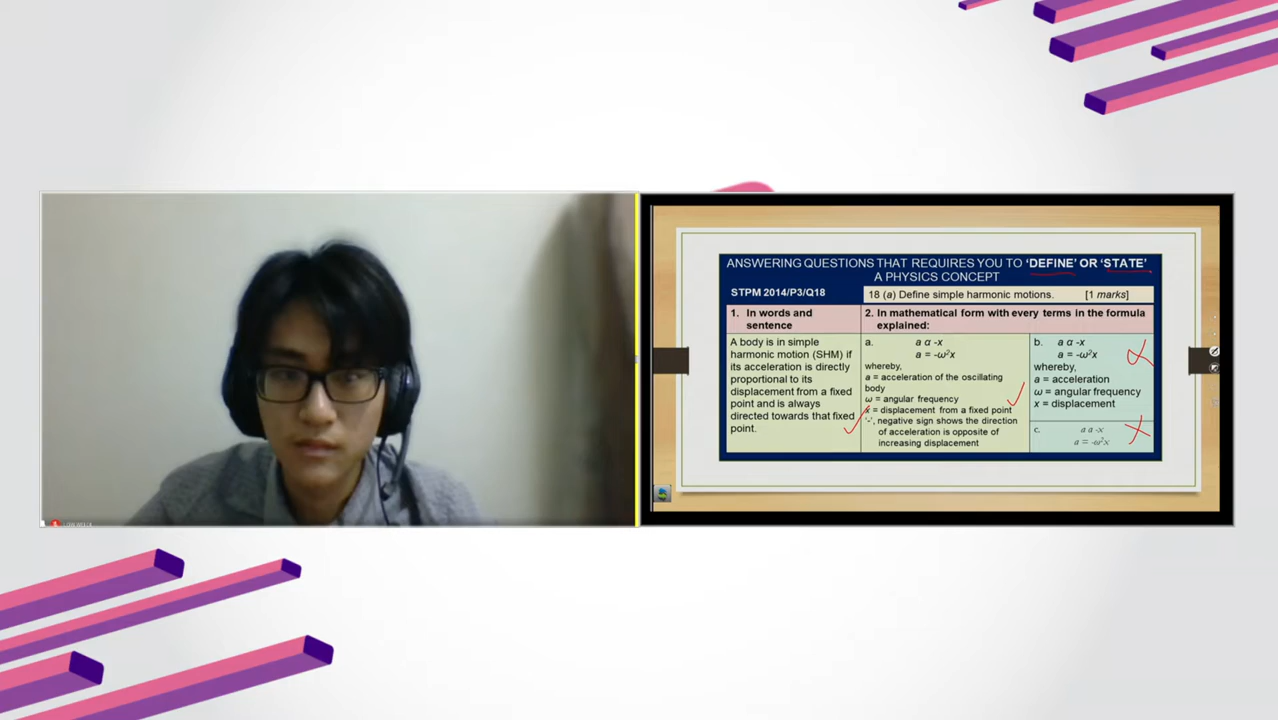 ANSWERING QUESTIONS THAT REQUIRES YOU TO ‘DEFINE’ OR ‘STATE’
A PHYSICS CONCEPT
STPM 2014/P3/Q18
18 (a) Define simple harmonic motions. [1 marks]
1. In words and
sentence
2. In mathematical form with every terms in the formula
explained:
A body is in simple
harmonic motion (SHM) if
its acceleration is directly
proportional to its
displacement from a fixed
point and is always
directed towards that fixed
point.
a. a α -x
a = -ω²x
whereby,
a = acceleration of the oscillating
body
ω = angular frequency
x = displacement from a fixed point
‘-’, negative sign shows the direction
of acceleration is opposite of
increasing displacement
b. a α -x
a = -ω²x
whereby,
a = acceleration
ω = angular frequency
x = displacement
c. a α -x
a = -ω²x